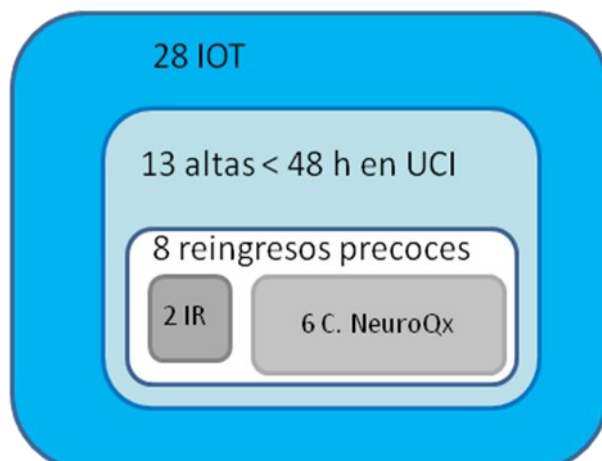 28 IOT
13 altas < 48 h en UCI
8 reingresos precoces
2 IR
6 C. NeuroQx